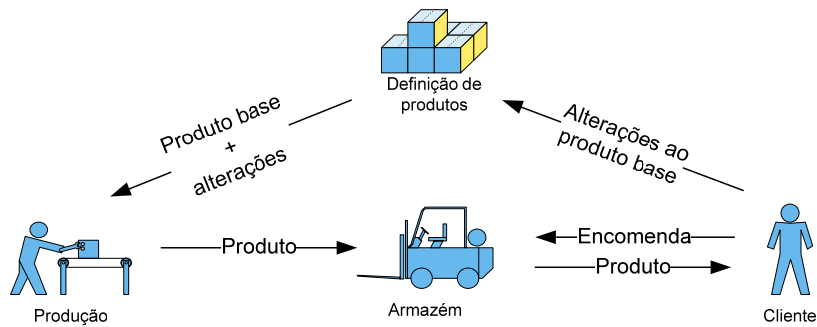 Definição de
produtos
Produto base
+
alterações
Alterações ao
produto base
Produto
Encomenda
Produto
Produção
Armazém
Cliente